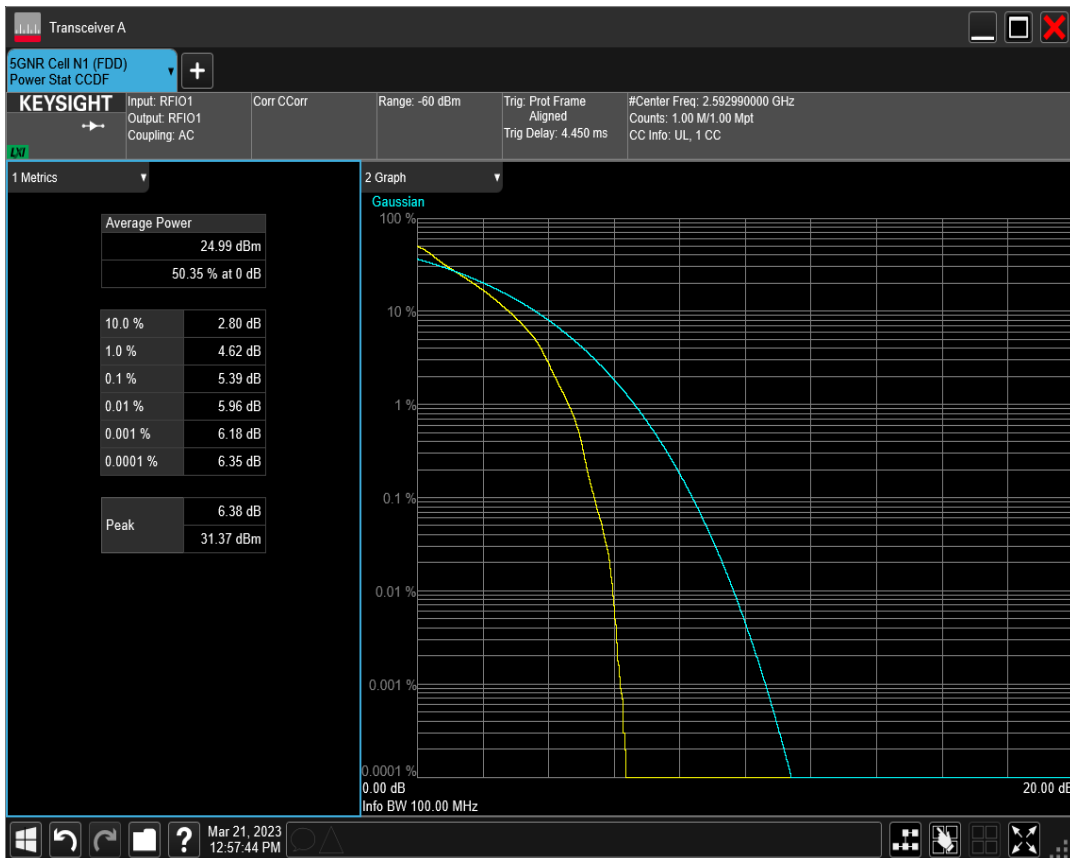 Transceiver A
5GNR Cell N1 (FDD)
Power Stat CCDF
KEYSIGHT
LXI
Input: RFIO1
Output: RFIO1
Coupling: AC
Corr CCorr
Range: -60 dBm
Trig: Prot Frame
Aligned
Trig Delay: 4.450 ms
#Center Freq: 2.592990000 GHz
Counts: 1.00 M/1.00 Mpt
CC Info: UL, 1 CC
1 Metrics
Average Power
24.99 dBm
50.35 % at 0 dB
10.0 % 2.80 dB
1.0 % 4.62 dB
0.1 % 5.39 dB
0.01 % 5.96 dB
0.001 % 6.18 dB
0.0001 % 6.35 dB
Peak 6.38 dB
31.37 dBm
2 Graph
Gaussian
100 %
10 %
1 %
0.1 %
0.01 %
0.001 %
0.0001 %
0.00 dB 20.00 dB
Info BW 100.00 MHz
? Mar 21, 2023
12:57:44 PM